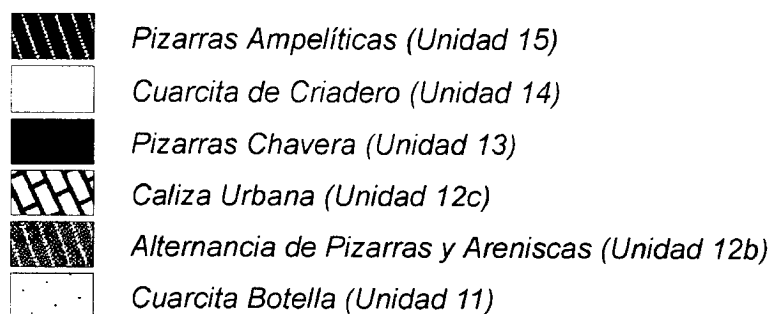 Pizarras Ampelíticas (Unidad 15)
Cuarcita de Criadero (Unidad 14)
Pizarras Chavera (Unidad 13)
Caliza Urbana (Unidad 12c)
Alternancia de Pizarras y Areniscas (Unidad 12b)
Cuarcita Botella (Unidad 11)